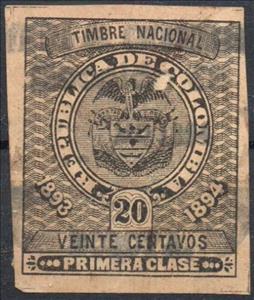 TIMBRE NACIONAL
REPUBLICA DE COLOMBIA
1893 1894
20
VEINTE CENTAVOS
PRIMERA CLASE